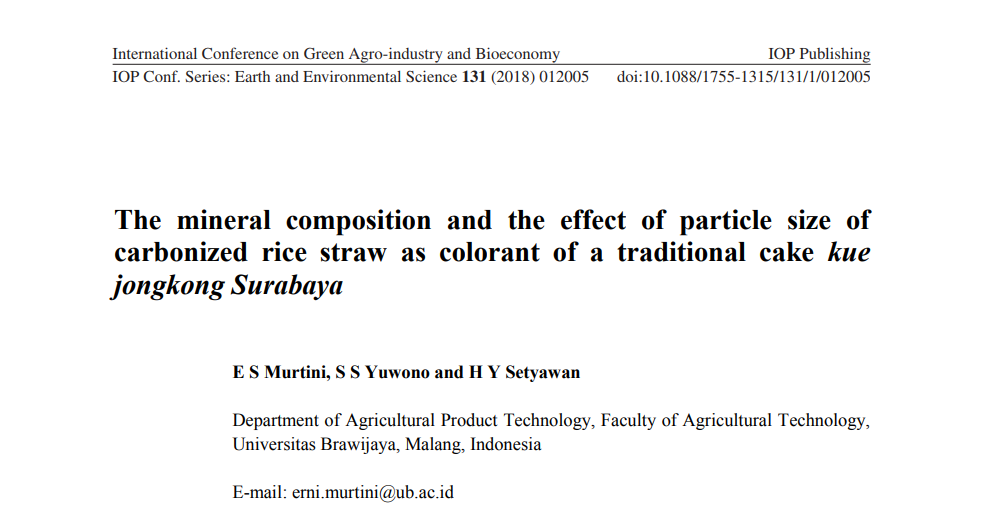 International Conference on Green Agro-industry and Bioeconomy IOP Publishing
IOP Conf. Series: Earth and Environmental Science 131 (2018) 012005 doi:10.1088/1755-1315/131/1/012005
The mineral composition and the effect of particle size of
carbonized rice straw as colorant of a traditional cake kue
jongkong Surabaya
E S Murtini, S S Yuwono and H Y Setyawan
Department of Agricultural Product Technology, Faculty of Agricultural Technology,
Universitas Brawijaya, Malang, Indonesia
E-mail: erni.murtini@ub.ac.id